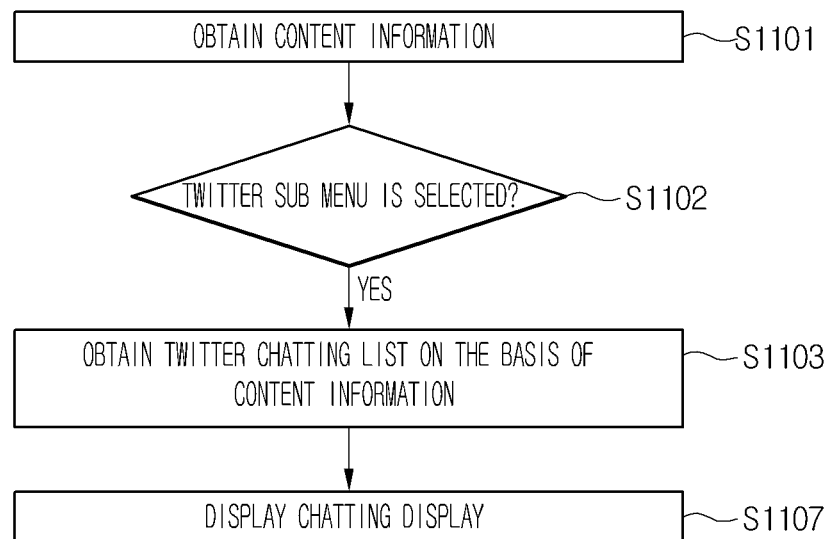 OBTAIN CONTENT INFORMATION
S1101
TWITTER SUB MENU IS SELECTED?
S1102
YES
OBTAIN TWITTER CHATTING LIST ON THE BASIS OF
CONTENT INFORMATION
S1103
DISPLAY CHATTING DISPLAY
S1107